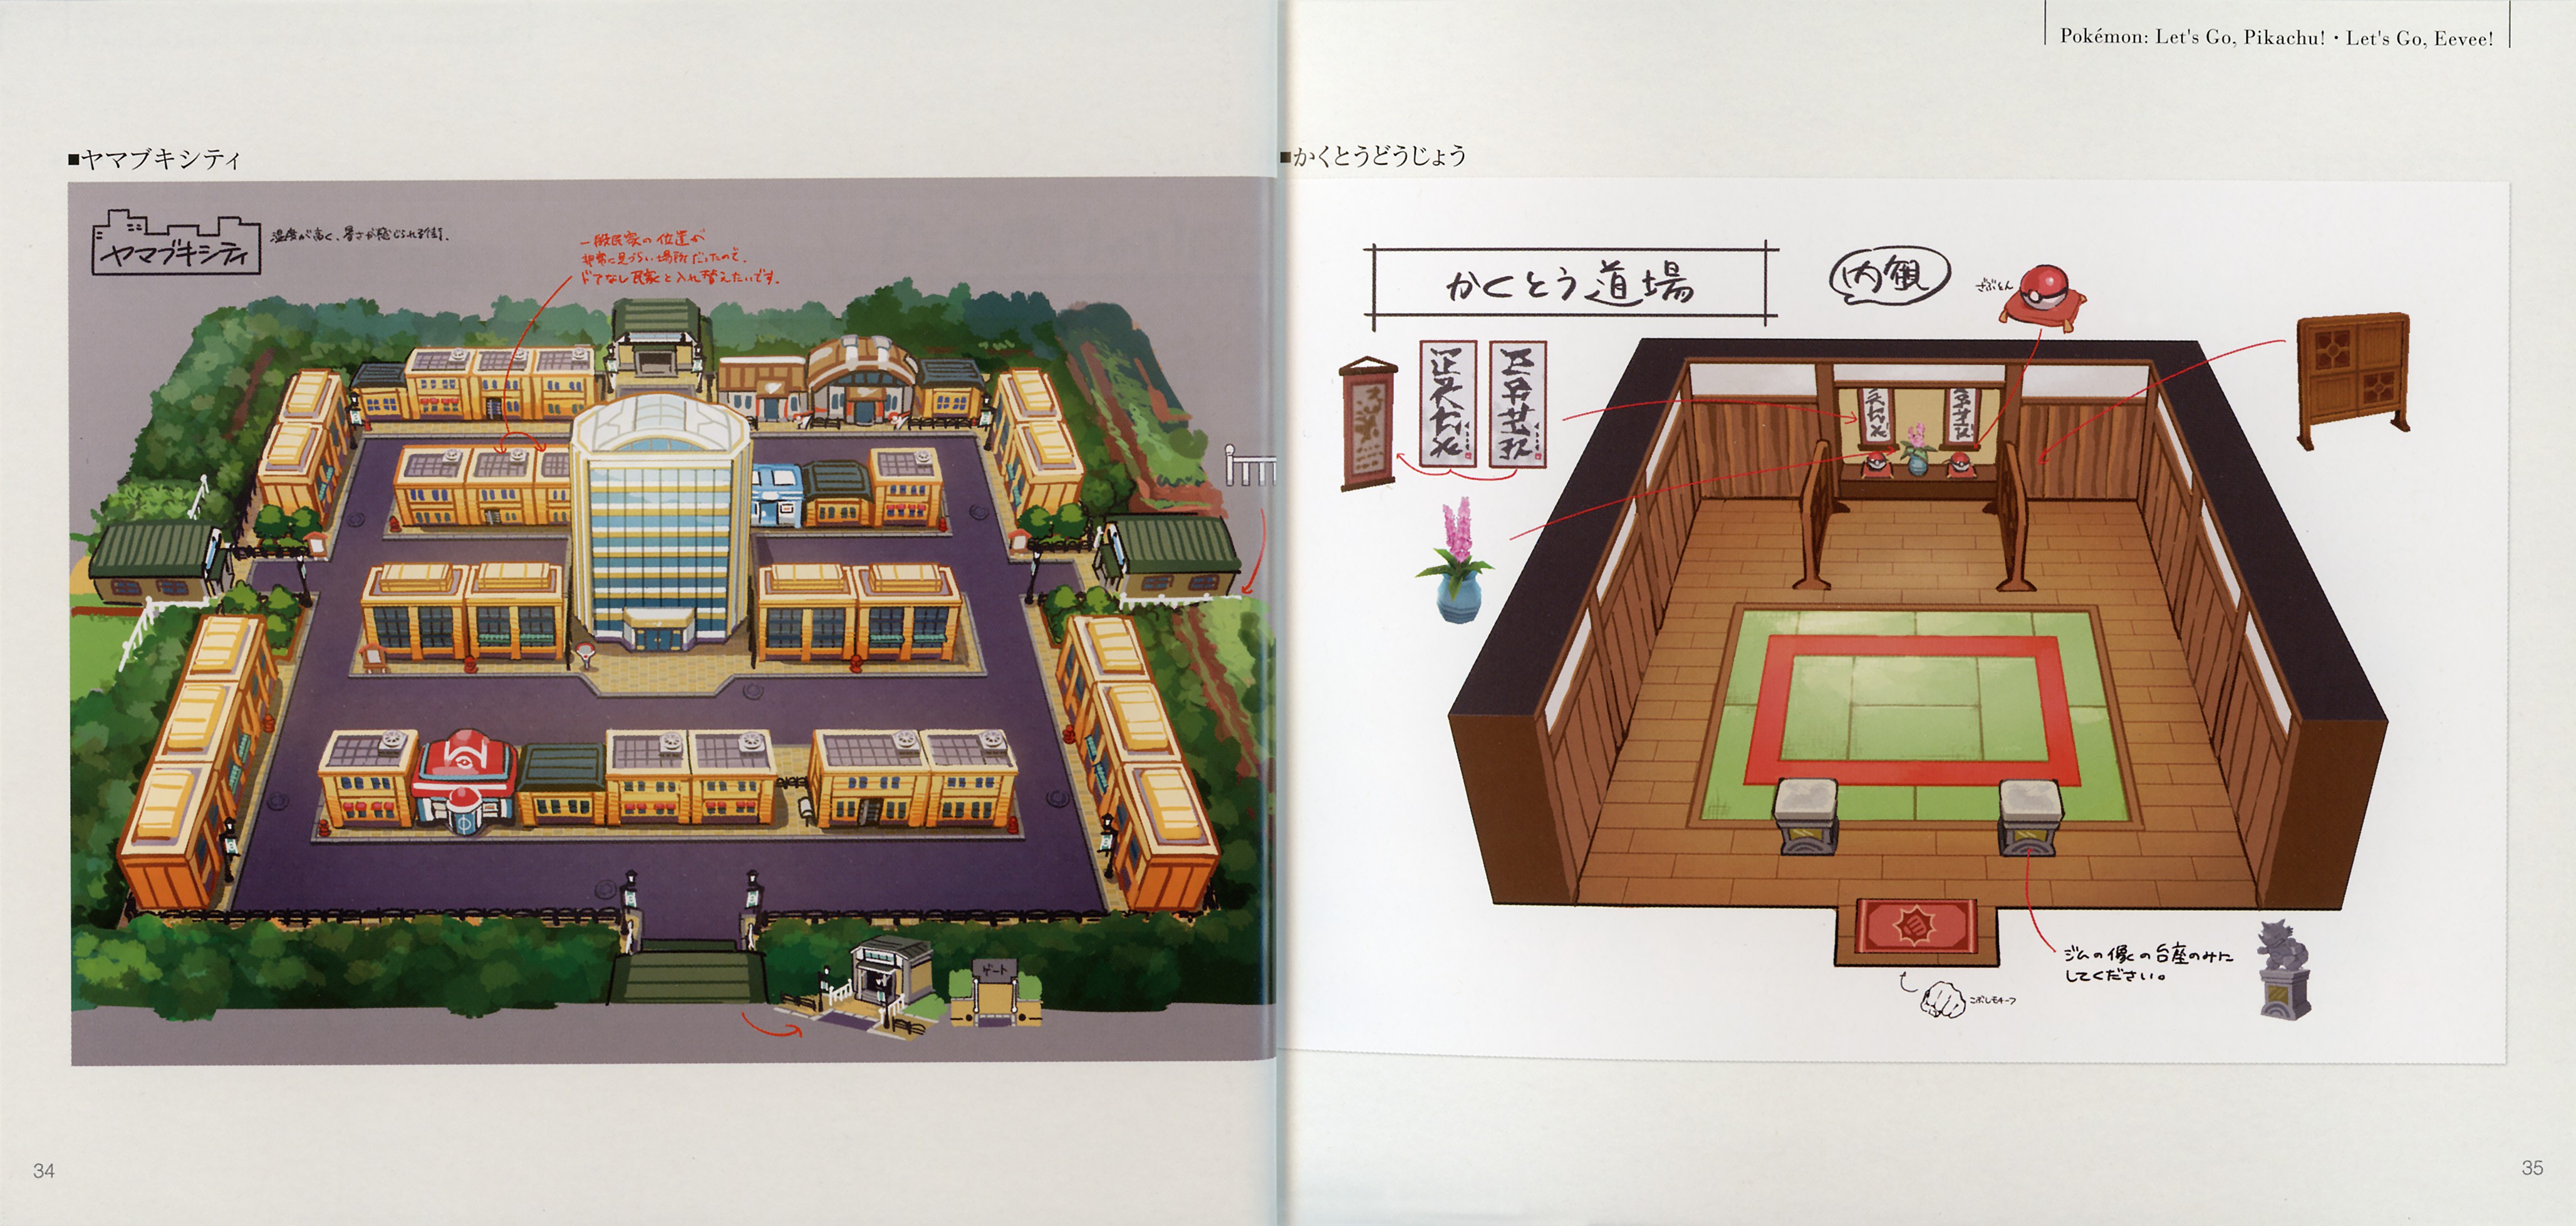 Pokémon: Let's Go, Pikachu!・Let's Go, Eevee!
■ヤマブキシティ
ヤマブキシティ
温度が高く、暑さが感じられる街。
一般民家の位置が
非常に見づらい場所だったので、
ドアなし民家と入れ替えたいです。
ゲート
34
■かくとうどうじょう
かくとう道場
内観
ざぶとん
ジムの像の台座のみに
してください。
こぶしモチーフ
35